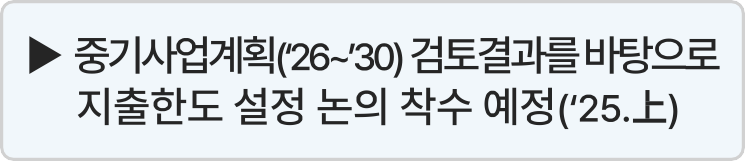 ▶ 중기사업계획(‘26~’30) 검토결과를 바탕으로
지출한도 설정 논의 착수 예정(‘25.上)